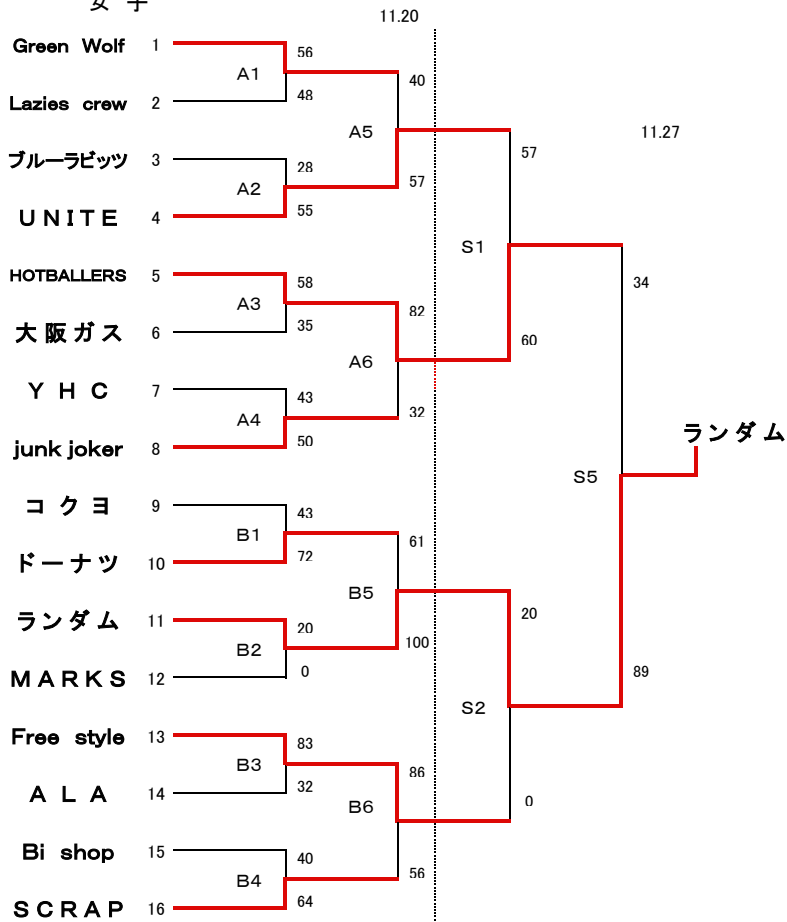 女 子
11.20
Green Wolf 1
56
A1
40
Lazies crew 2
48
A5
11.27
ブルーラビッツ 3
28
57
A2
57
UNITE 4
55
S1
HOTBALLERS 5
58
34
A3
82
大阪ガス 6
35
60
A6
YHC 7
43
32
A4
junk joker 8
50
ランダム
S5
コクヨ 9
43
B1
61
ドーナツ 10
72
B5
ランダム 11
20
20
B2
100
MARKS 12
0
89
S2
Free style 13
83
B3
86
ALA 14
32
0
B6
Bi shop 15
40
56
B4
SCRAP 16
64